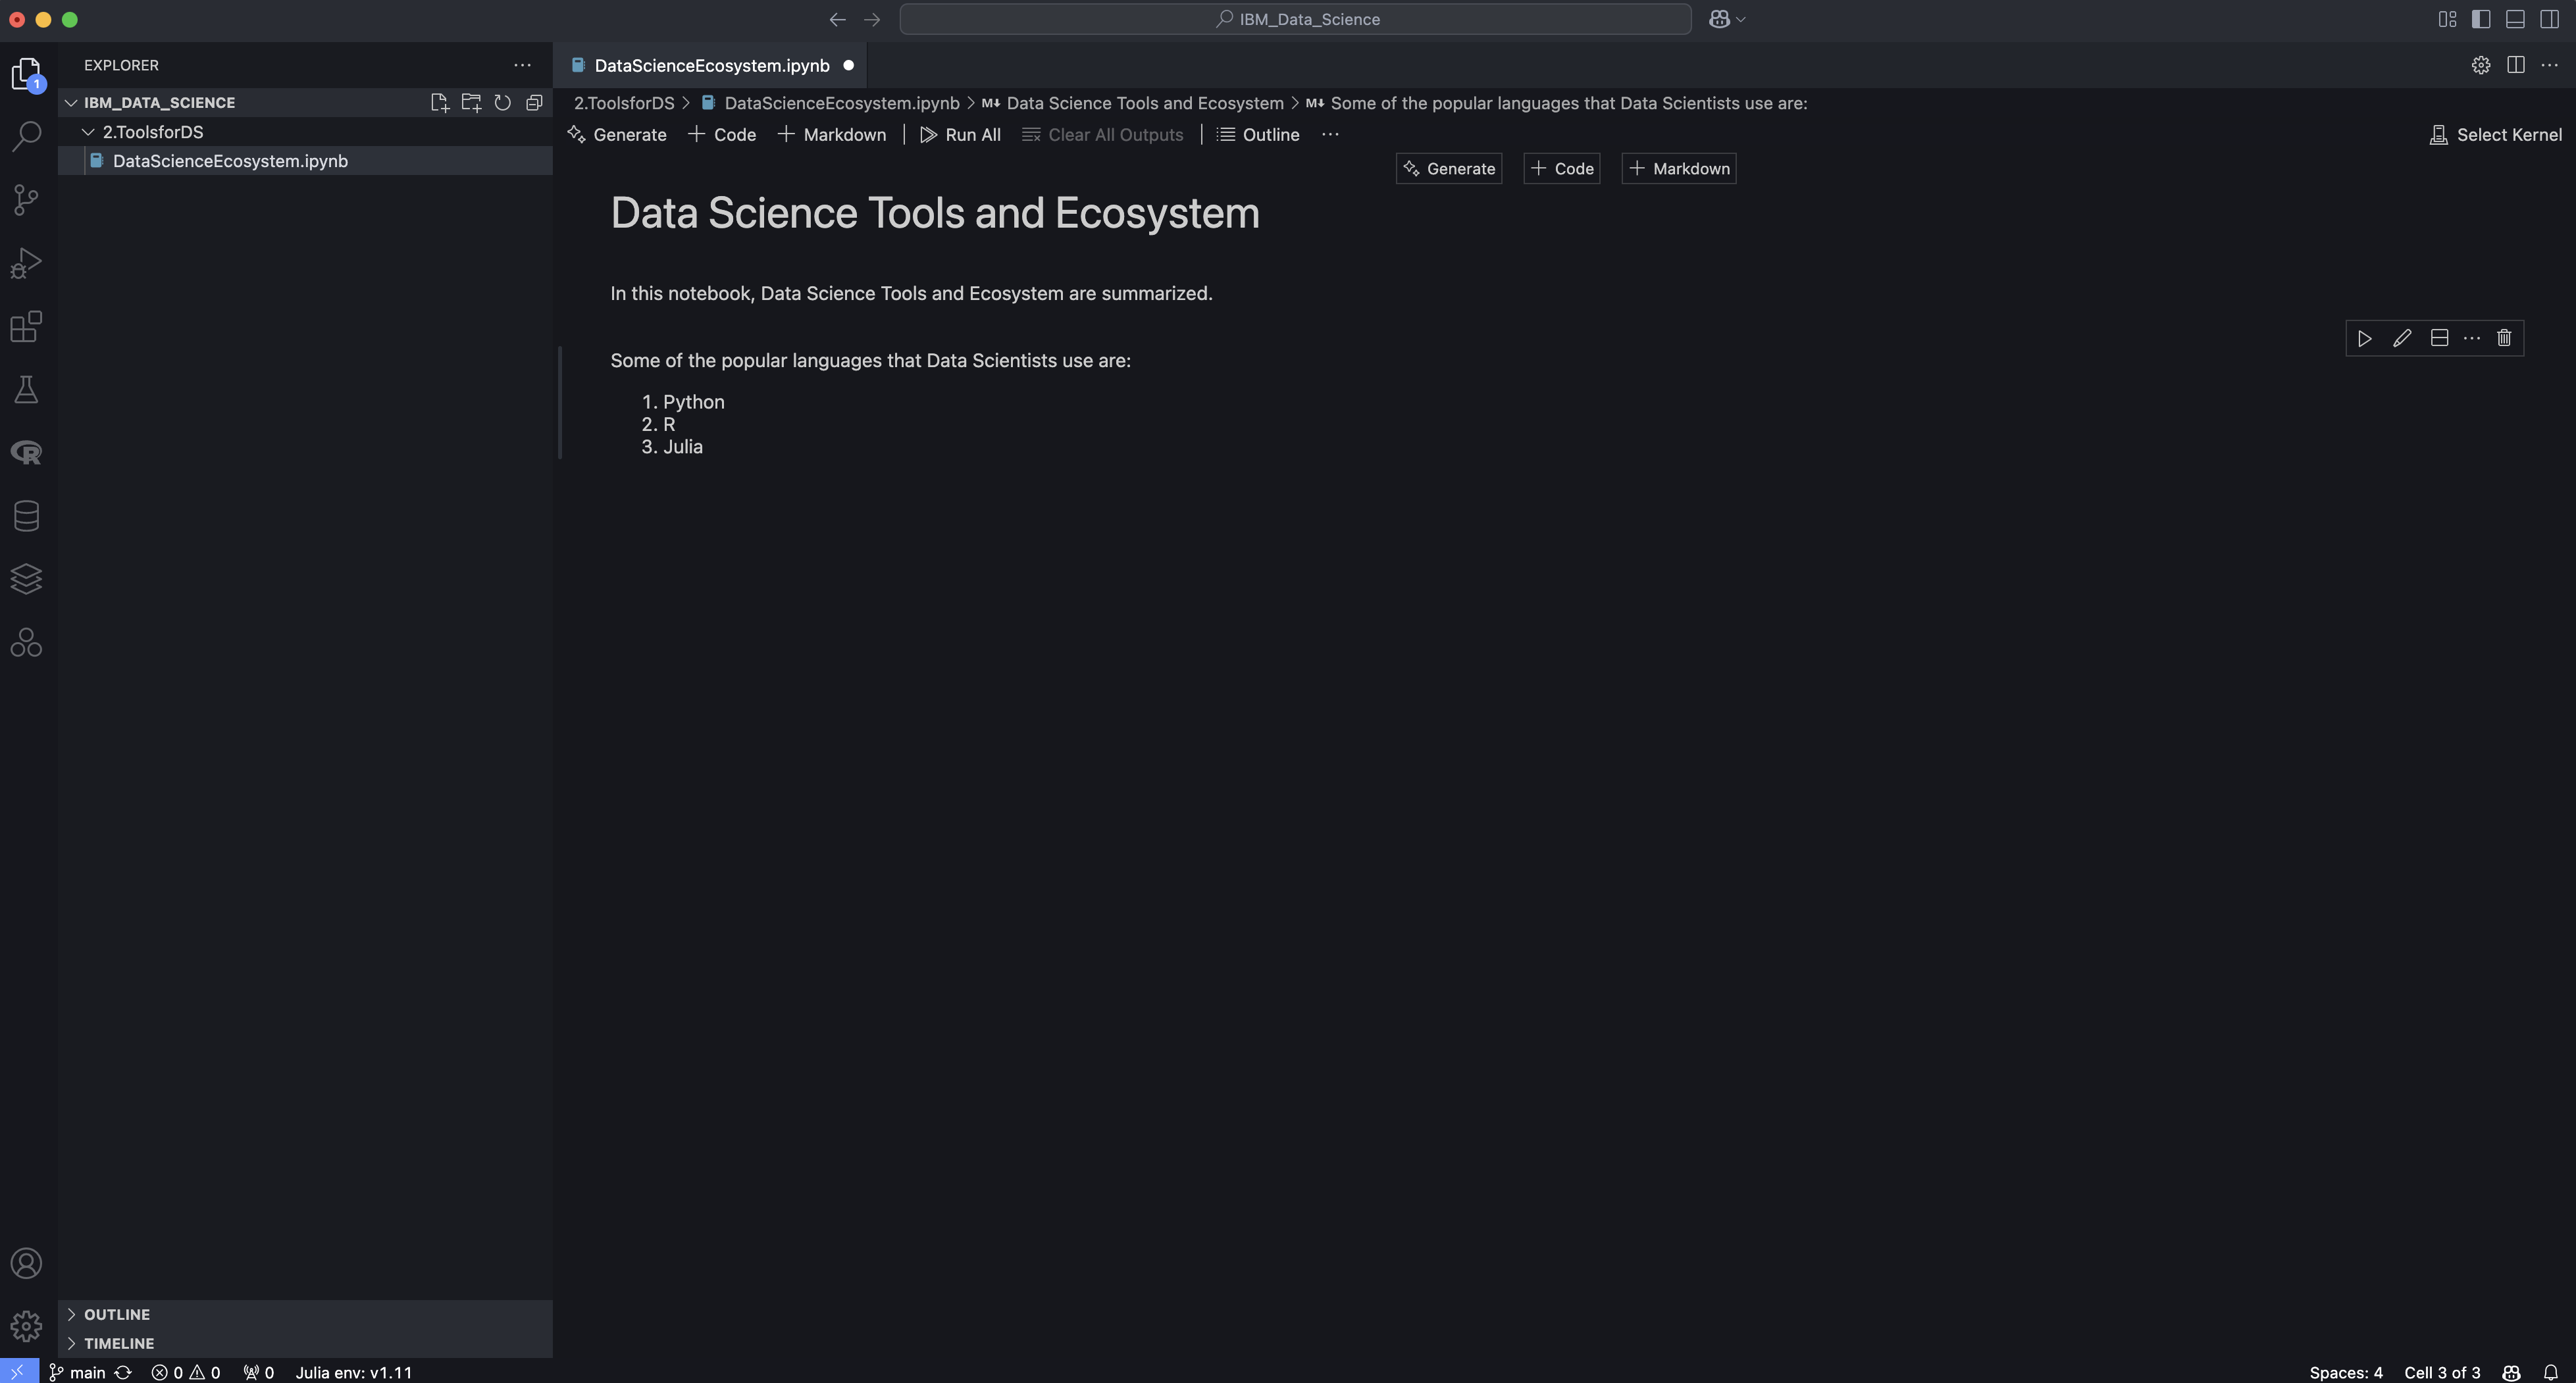 IBM_Data_Science
EXPLORER
DataScienceEcosystem.ipynb
1
IBM_DATA_SCIENCE
2.ToolsforDS
DataScienceEcosystem.ipynb
2.ToolsforDS > DataScienceEcosystem.ipynb > M↓ Data Science Tools and Ecosystem > M↓ Some of the popular languages that Data Scientists use are:
Generate + Code + Markdown | Run All Clear All Outputs | Outline ···
Select Kernel
Generate + Code + Markdown
Data Science Tools and Ecosystem
In this notebook, Data Science Tools and Ecosystem are summarized.
Some of the popular languages that Data Scientists use are:
1. Python
2. R
3. Julia
R
OUTLINE
TIMELINE
main 0 0 0 Julia env: v1.11
Spaces: 4 Cell 3 of 3